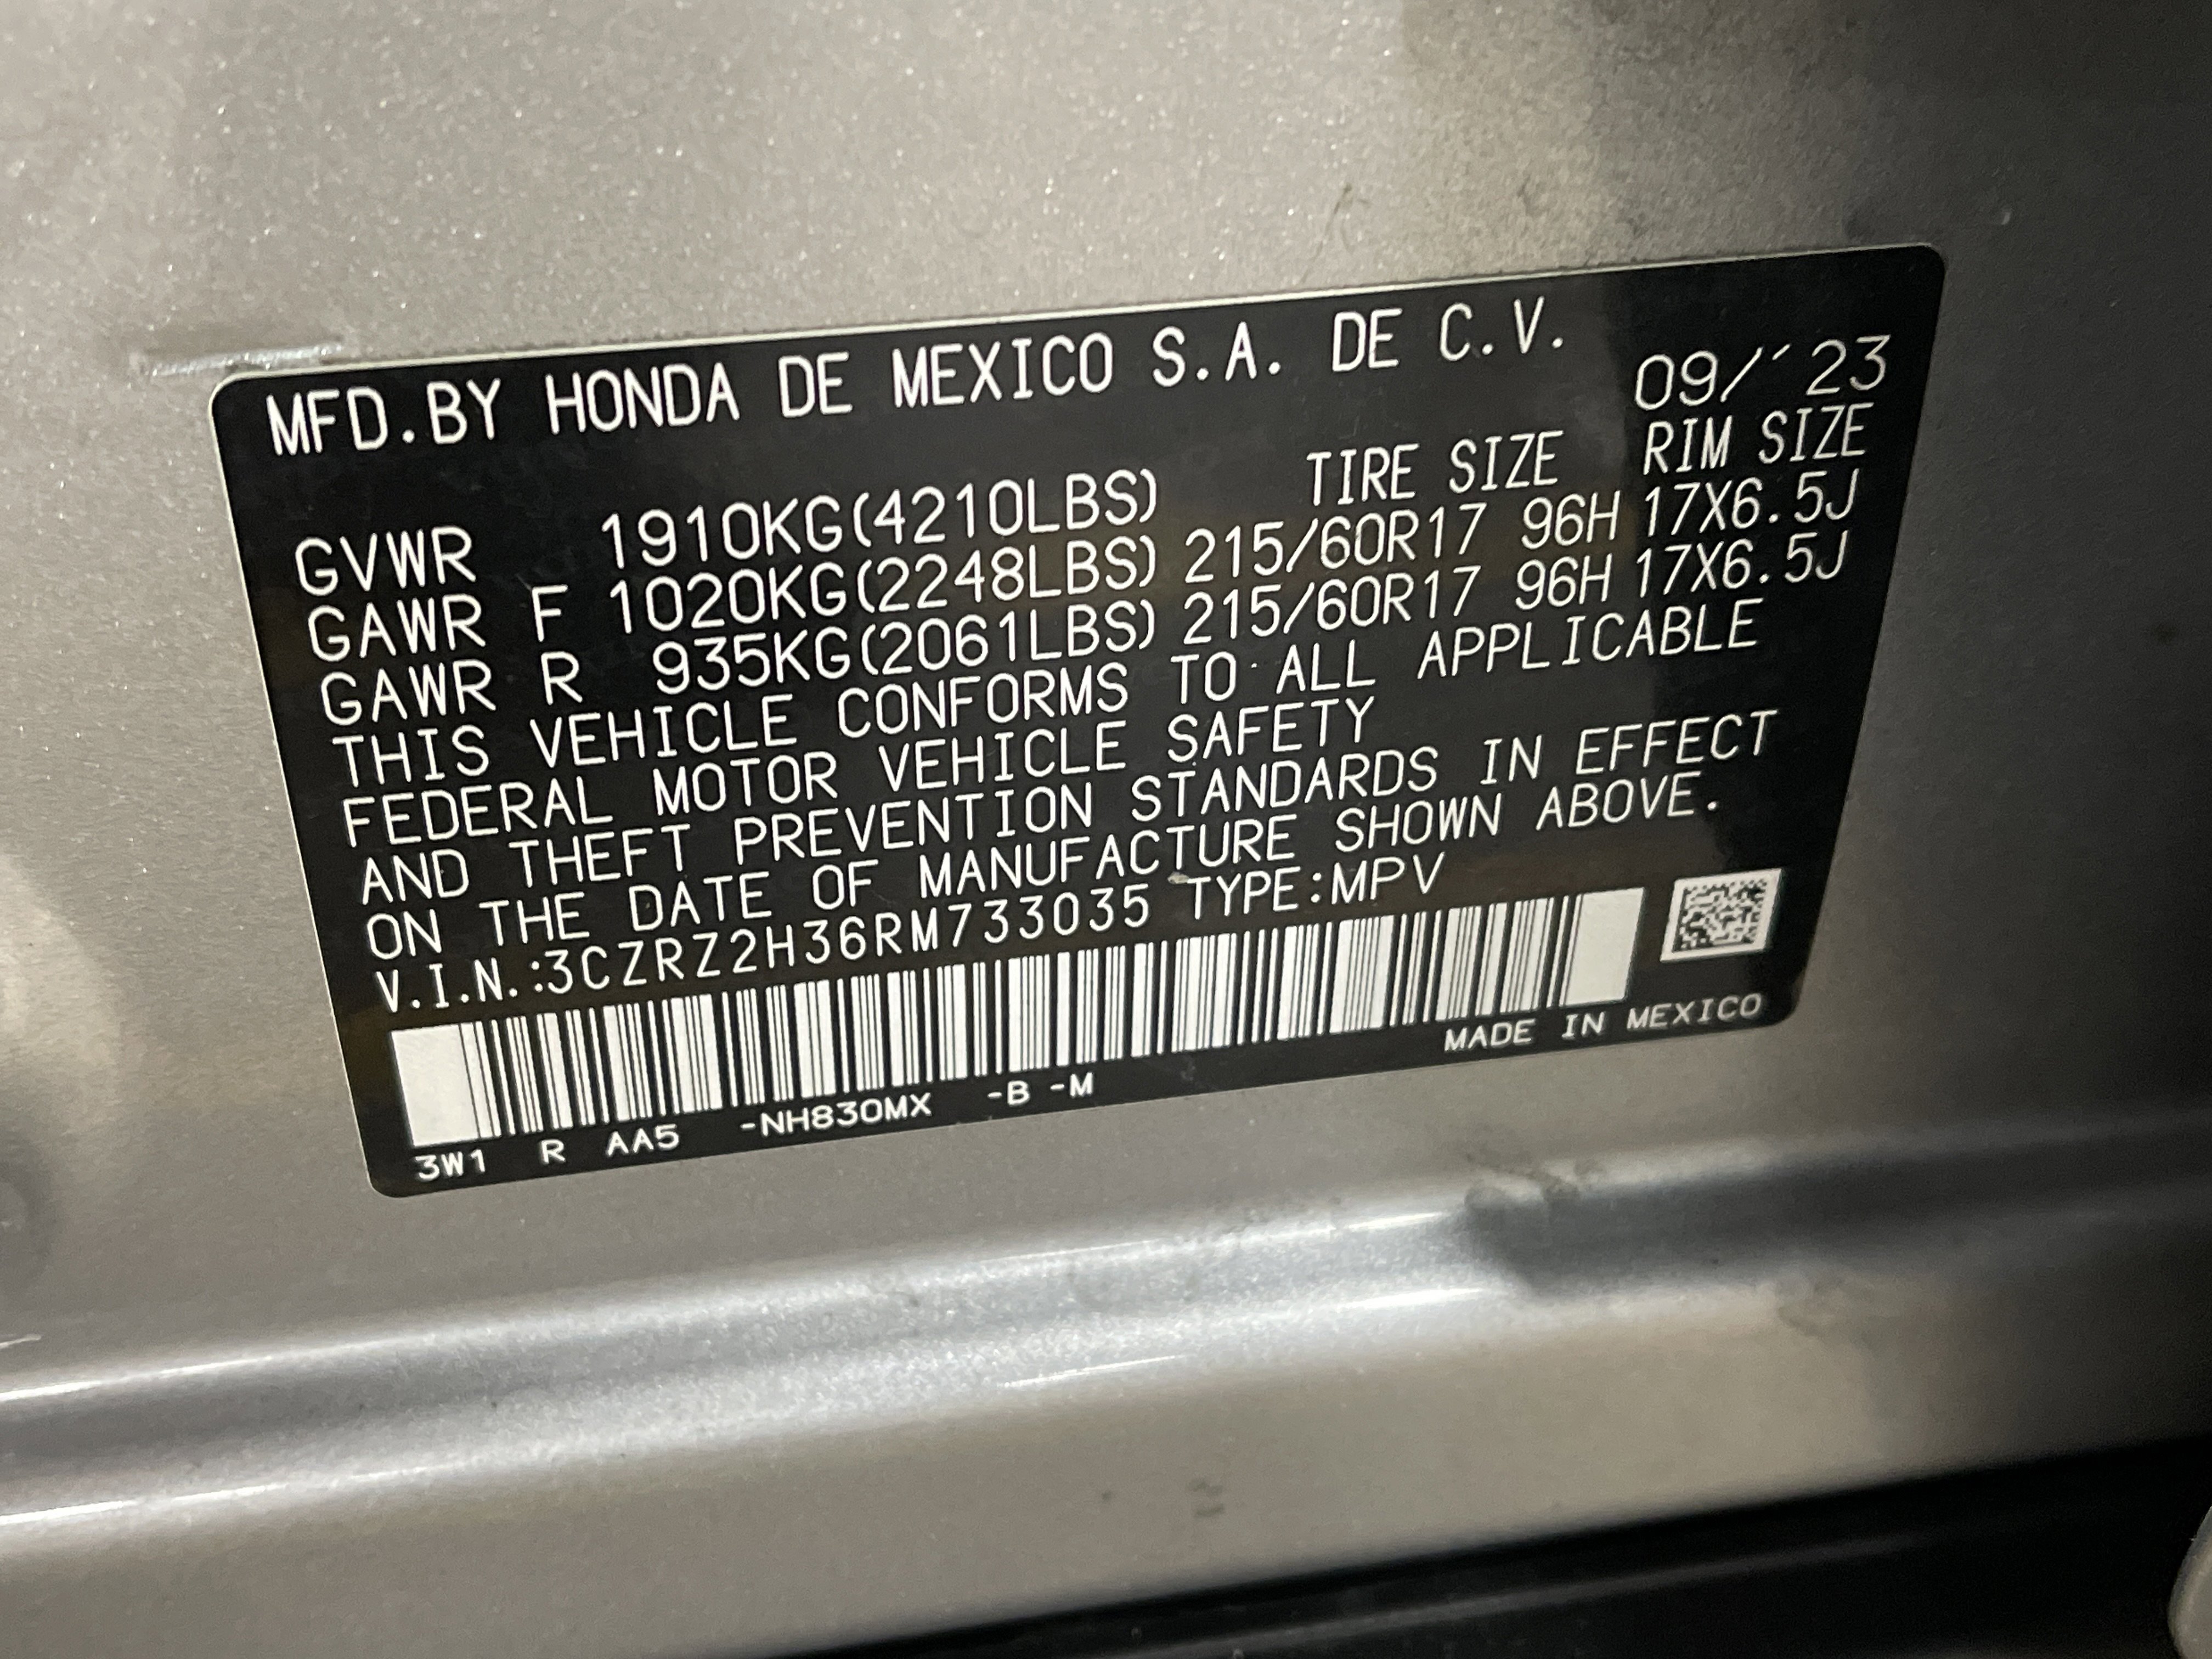 MFD.BY HONDA DE MEXICO S.A. DE C.V.
09/´23
TIRE SIZE RIM SIZE
GVWR 1910KG(4210LBS)
GAWR F 1020KG(2248LBS) 215/60R17 96H 17X6.5J
GAWR R 935KG(2061LBS) 215/60R17 96H 17X6.5J
THIS VEHICLE CONFORMS TO ALL APPLICABLE
FEDERAL MOTOR VEHICLE SAFETY
AND THEFT PREVENTION STANDARDS IN EFFECT
ON THE DATE OF MANUFACTURE SHOWN ABOVE.
V.I.N.:3CZRZ2H36RM733035 TYPE:MPV
MADE IN MEXICO
3W1 R AA5 -NH830MX -B -M